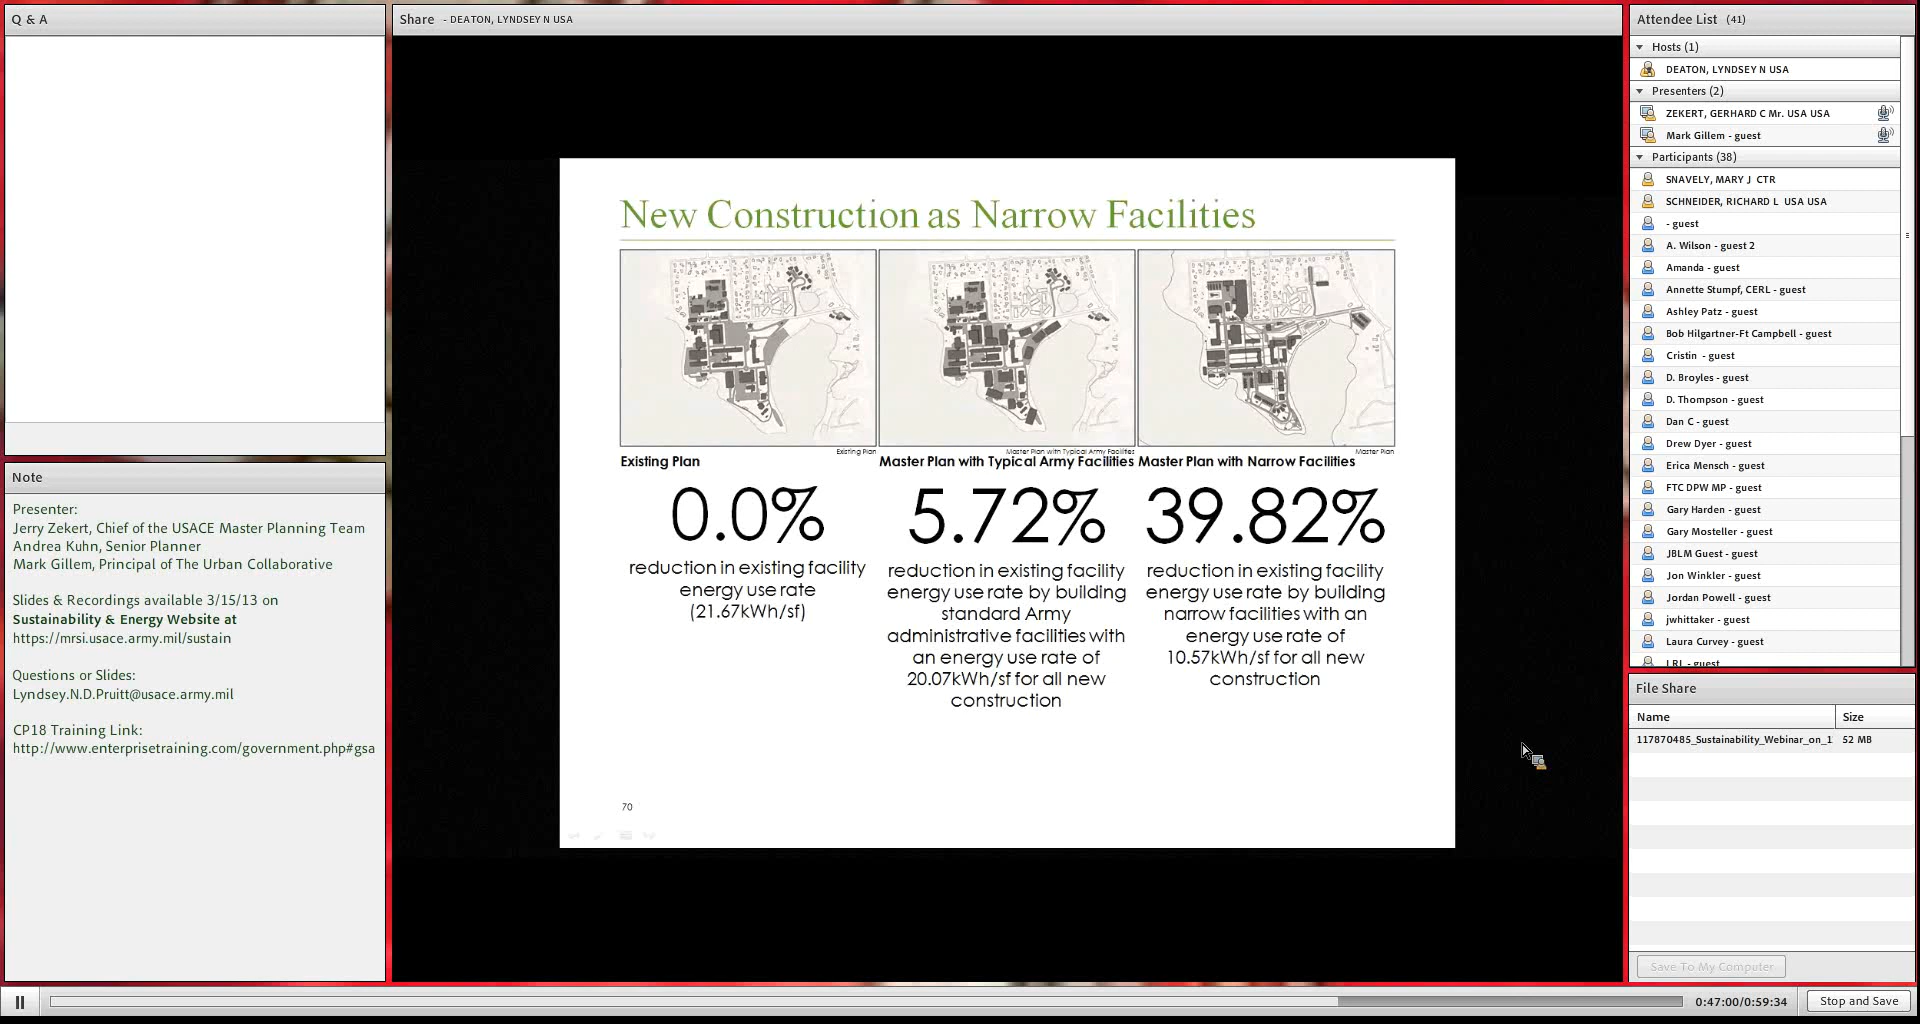 Q & A
Note
Presenter:
Jerry Zekert, Chief of the USACE Master Planning Team
Andrea Kuhn, Senior Planner
Mark Gillem, Principal of The Urban Collaborative
Slides & Recordings available 3/15/13 on
Sustainability & Energy Website at
https://mrsi.usace.army.mil/sustain
Questions or Slides:
Lyndsey.N.D.Pruitt@usace.army.mil
CP18 Training Link:
http://www.enterprisetraining.com/government.php#gsa
Share - DEATON, LYNDSEY N USA
New Construction as Narrow Facilities
Existing Plan
Existing Plan
0.0%
reduction in existing facility
energy use rate
(21.67kWh/sf)
Master Plan with Typical Army Facilities
Master Plan with Typical Army Facilities
5.72%
reduction in existing facility
energy use rate by building
standard Army
administrative facilities with
an energy use rate of
20.07kWh/sf for all new
construction
Master Plan
Master Plan with Narrow Facilities
39.82%
reduction in existing facility
energy use rate by building
narrow facilities with an
energy use rate of
10.57kWh/sf for all new
construction
70
Attendee List (41)
Hosts (1)
DEATON, LYNDSEY N USA
Presenters (2)
ZEKERT, GERHARD C Mr. USA USA
Mark Gillem - guest
Participants (38)
SNAVELY, MARY J CTR
SCHNEIDER, RICHARD L USA USA
- guest
A. Wilson - guest 2
Amanda - guest
Annette Stumpf, CERL - guest
Ashley Patz - guest
Bob Hilgartner-Ft Campbell - guest
Cristin - guest
D. Broyles - guest
D. Thompson - guest
Dan C - guest
Drew Dyer - guest
Erica Mensch - guest
FTC DPW MP - guest
Gary Harden - guest
Gary Mosteller - guest
JBLM Guest - guest
Jon Winkler - guest
Jordan Powell - guest
jwhittaker - guest
Laura Curvey - guest
LRL - guest
File Share
Name Size
117870485_Sustainability_Webinar_on_1 52 MB
Save To My Computer
0:47:00/0:59:34
Stop and Save